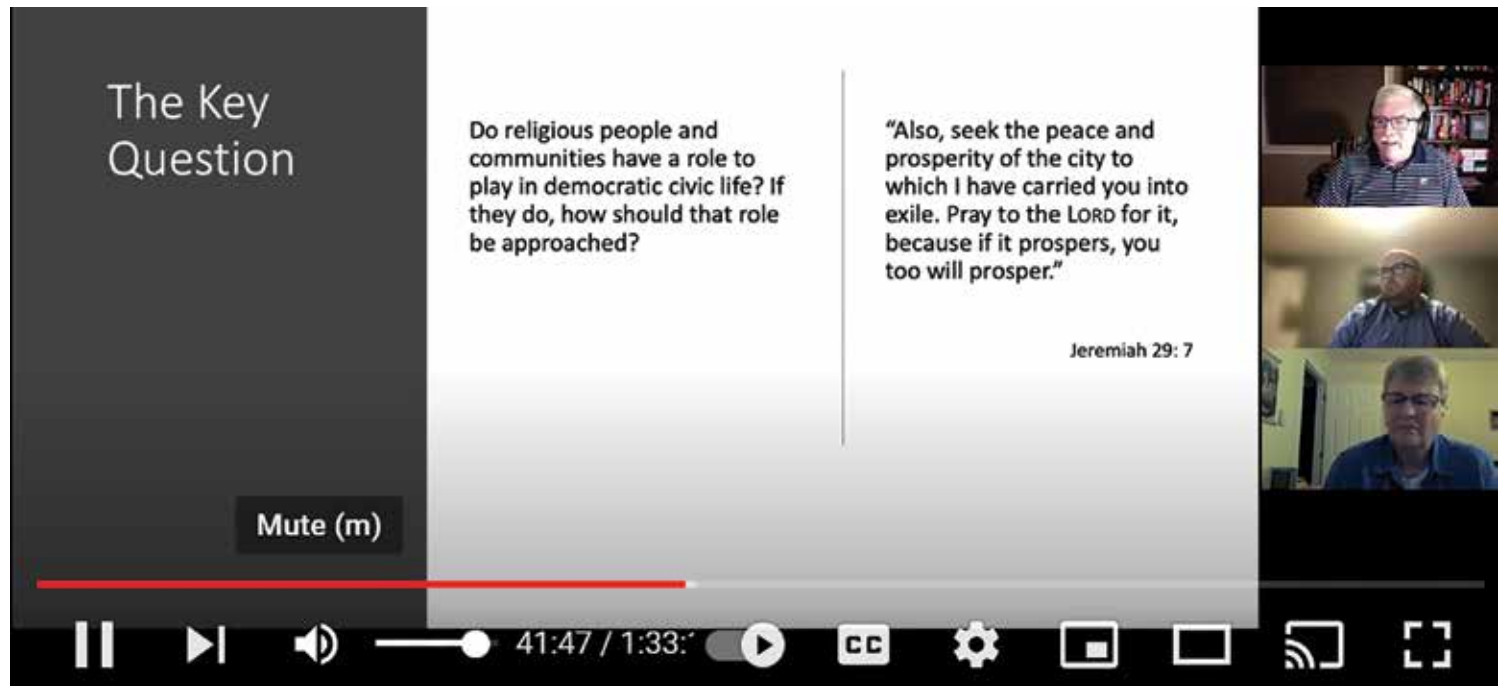 The Key
Question
Do religious people and
communities have a role to
play in democratic civic life? If
they do, how should that role
be approached?
“Also, seek the peace and
prosperity of the city to
which I have carried you into
exile. Pray to the LORD for it,
because if it prospers, you
too will prosper.”
Jeremiah 29: 7
Mute (m)
41:47 / 1:33:
CC